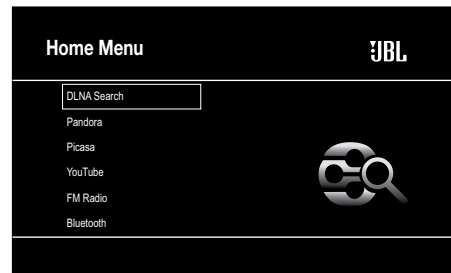 Home Menu
JBL
DLNA Search
Pandora
Picasa
YouTube
FM Radio
Bluetooth